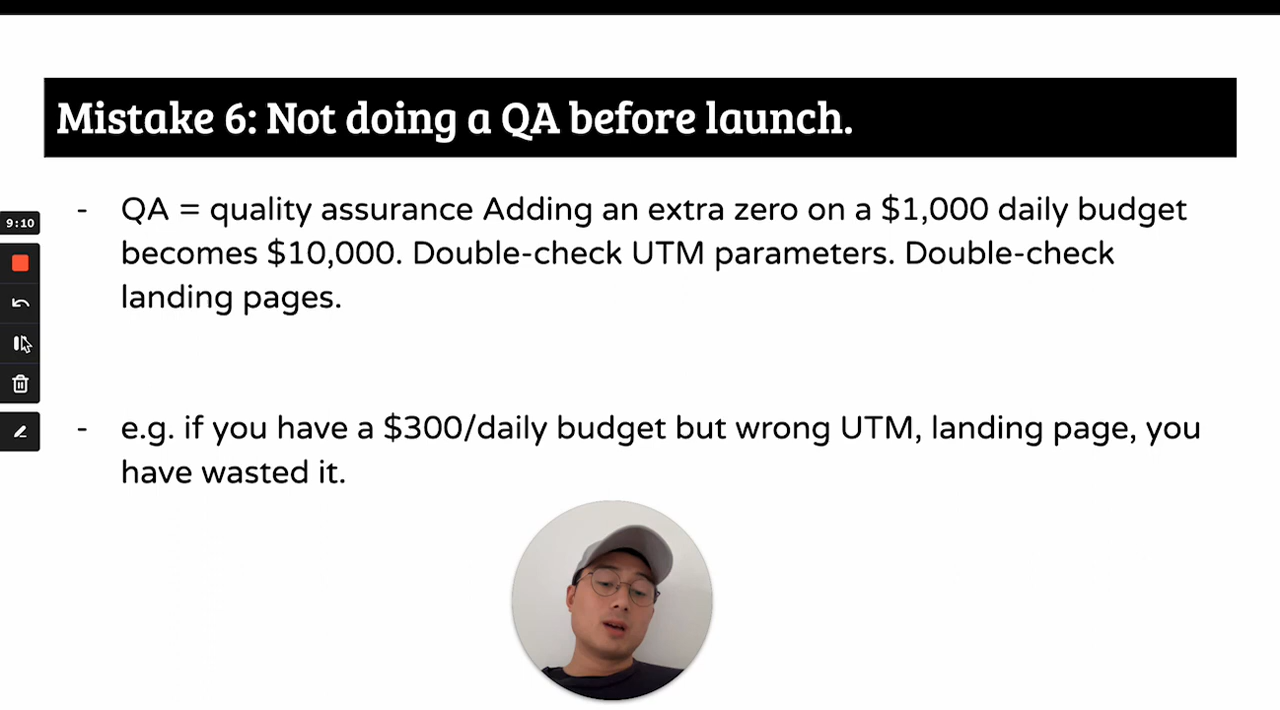 Mistake 6: Not doing a QA before launch.
- QA = quality assurance Adding an extra zero on a $1,000 daily budget
becomes $10,000. Double-check UTM parameters. Double-check
landing pages.
9:10
- e.g. if you have a $300/daily budget but wrong UTM, landing page, you
have wasted it.